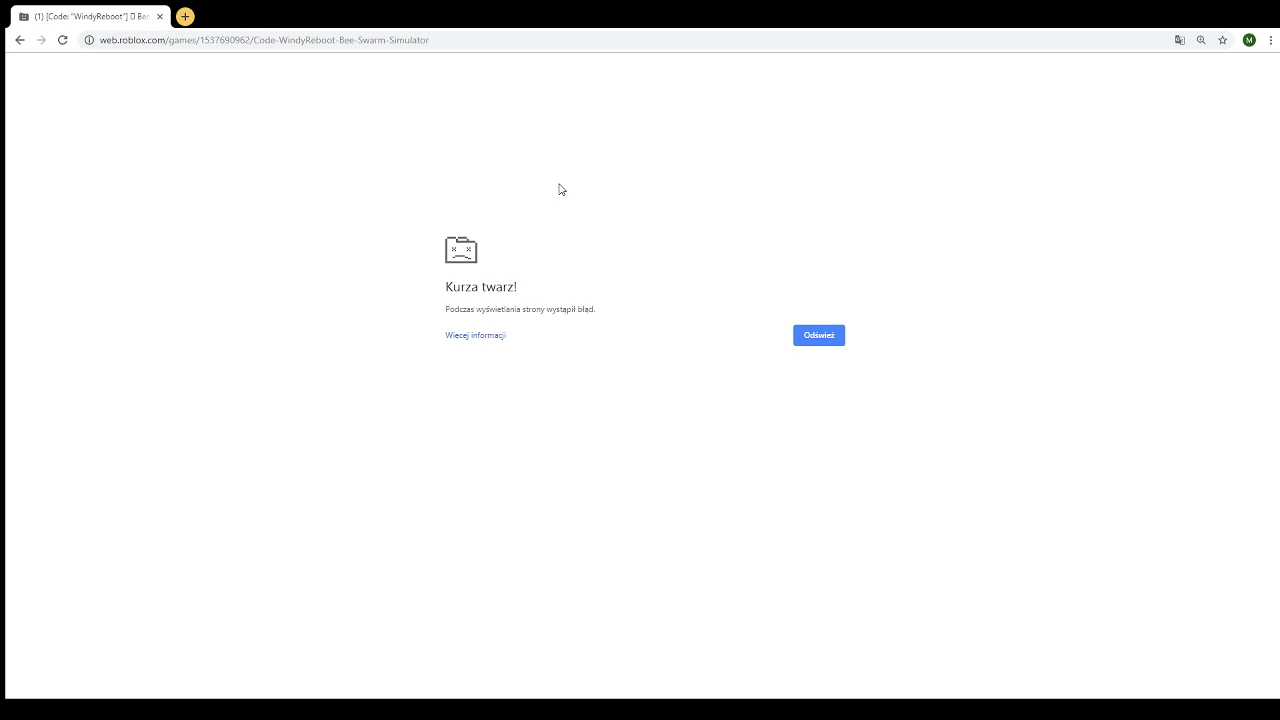 (1) [Code: "WindyReboot"] Bee
web.roblox.com/games/1537690962/Code-WindyReboot-Bee-Swarm-Simulator
M
Kurza twarz!
Podczas wyświetlania strony wystąpił błąd.
Więcej informacji
Odśwież